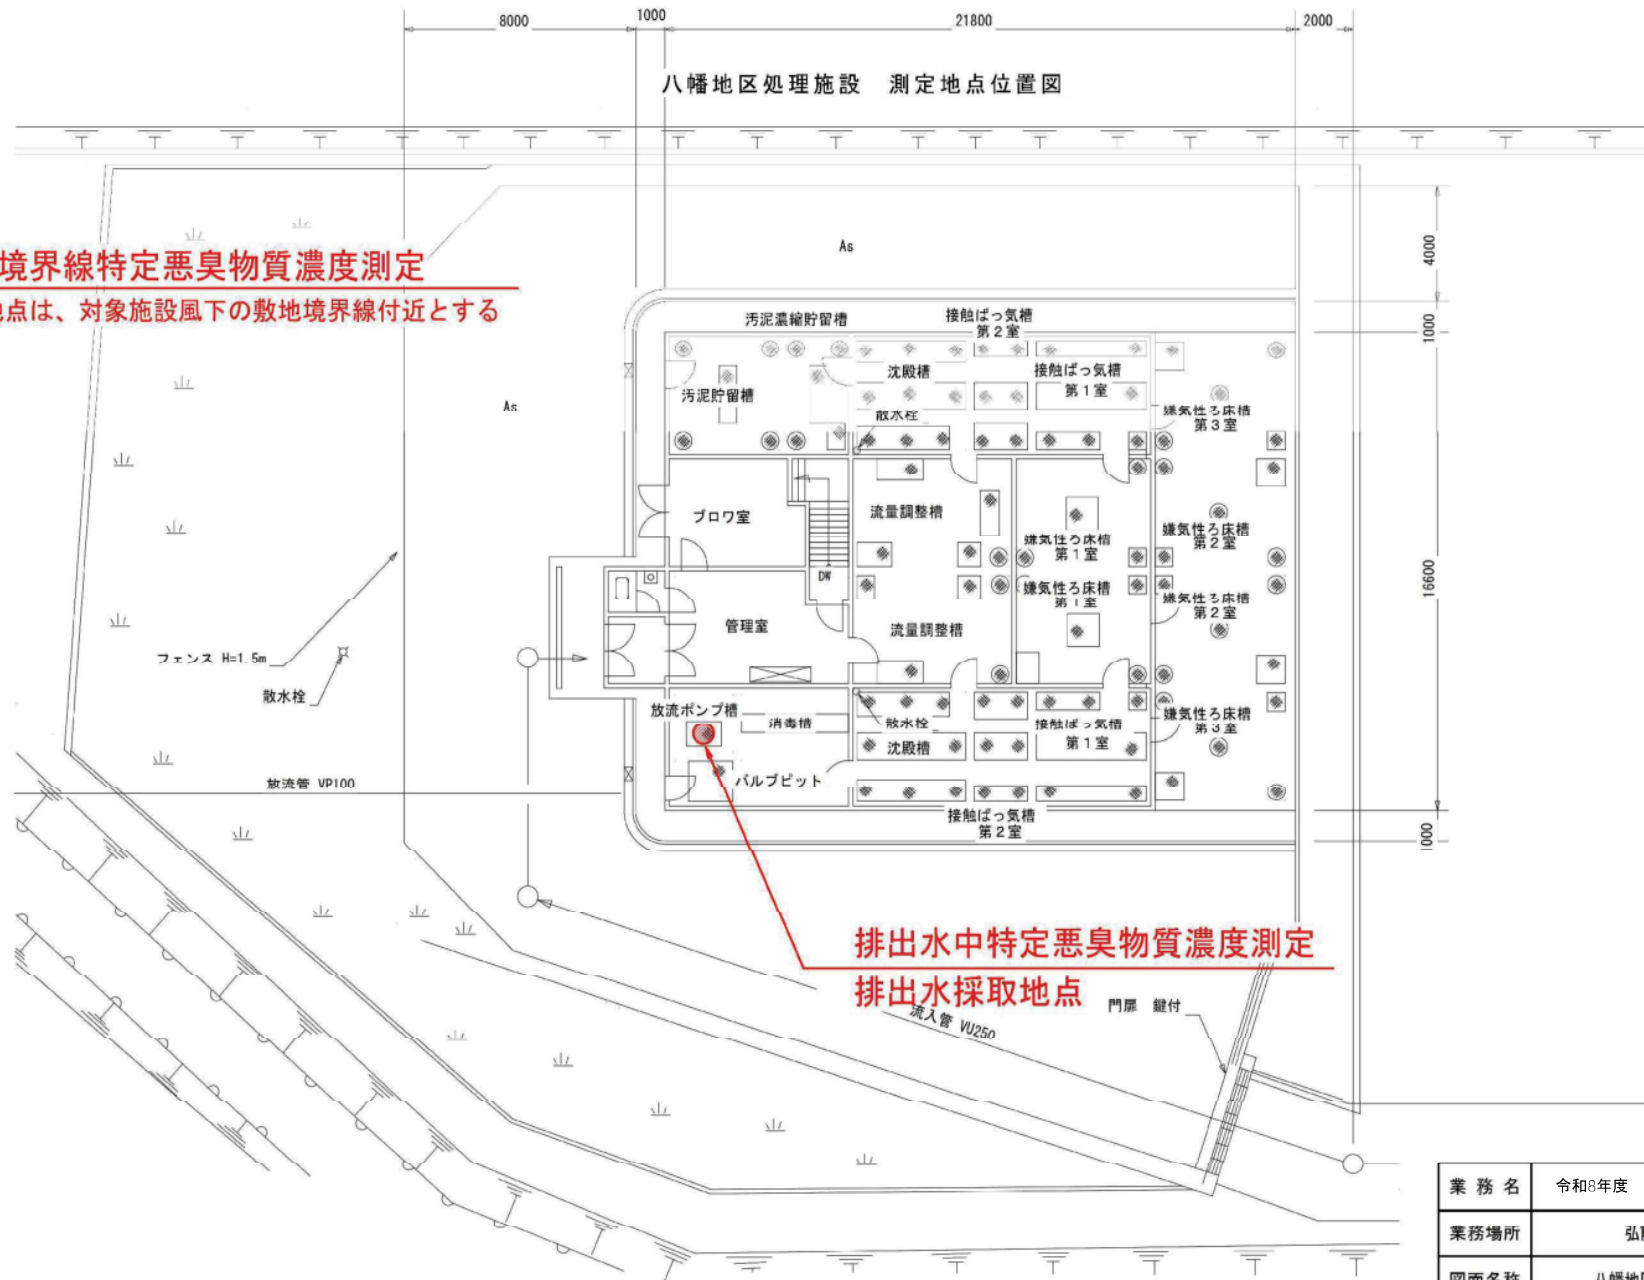 8000
1000
21800
2000
八幡地区処理施設　測定地点位置図
境界線特定悪臭物質濃度測定
点は、対象施設風下の敷地境界線付近とする
As
4000
1000
汚泥濃縮貯留槽
接触ばっ気槽
第2室
沈殿槽
接触ばっ気槽
第1室
汚泥貯留槽
As
散水栓
嫌気性ろ床槽
第3室
ブロワ室
流量調整槽
嫌気性ろ床槽
第1室
嫌気性ろ床槽
第2室
DW
嫌気性ろ床槽
第1室
嫌気性ろ床槽
第2室
16600
管理室
流量調整槽
フェンス H=1.5m
散水栓
放流ポンプ槽
消毒槽
散水栓
接触ばっ気槽
第1室
嫌気性ろ床槽
第3室
沈殿槽
放流管 VP100
バルブピット
接触ばっ気槽
第2室
1000
排出水中特定悪臭物質濃度測定
排出水採取地点
流入管 VU250
門扉　鍵付
業務名　令和8年度
業務場所　弘
図面名称　八幡地